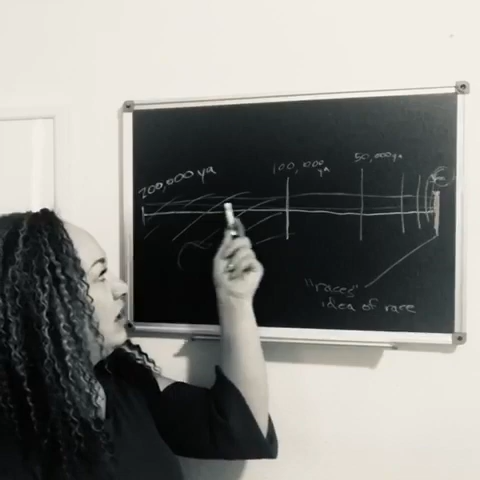 200,000 ya
100,000 ya
50,000 ya
"races"
idea of race